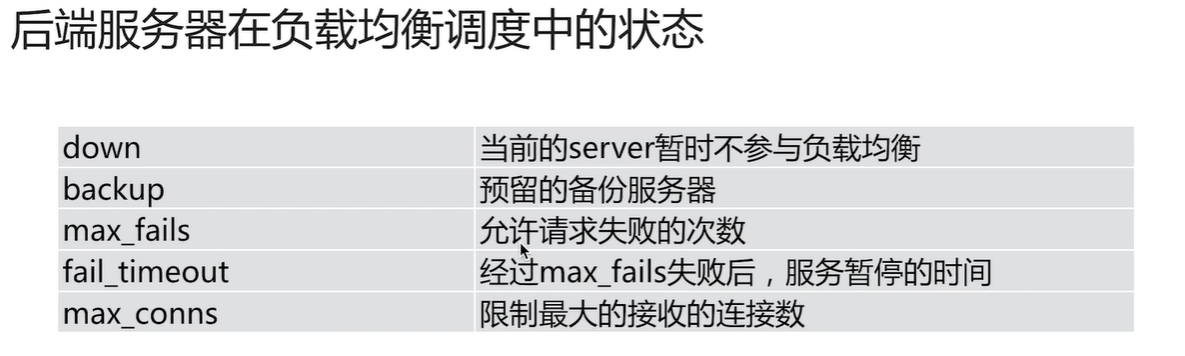 后端服务器在负载均衡调度中的状态
down 当前的server暂时不参与负载均衡
backup 预留的备份服务器
max_fails 允许请求失败的次数
fail_timeout 经过max_fails失败后，服务暂停的时间
max_conns 限制最大的接收的连接数